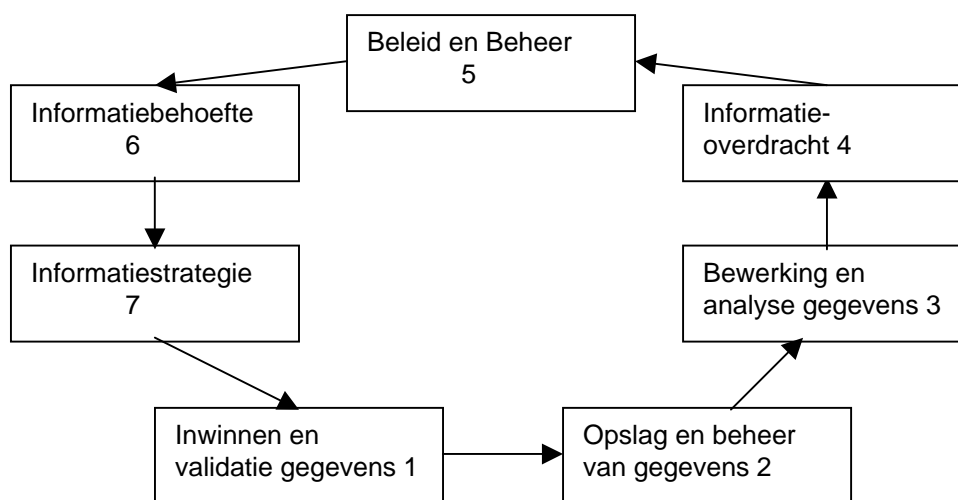 Beleid en Beheer
5
Informatiebehoefte
6
Informatie-
overdracht 4
Informatiestrategie
7
Bewerking en
analyse gegevens 3
Inwinnen en
validatie gegevens 1
Opslag en beheer
van gegevens 2